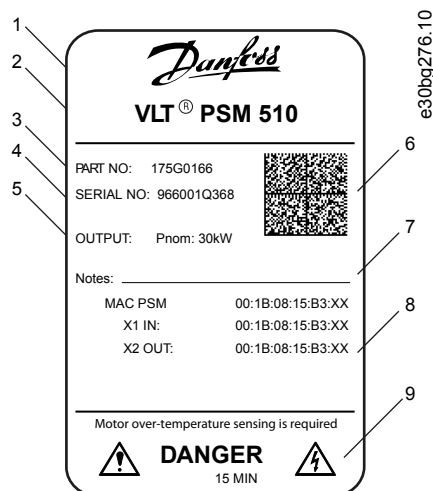 e30bg276.10
1
2
3
4
5
6
7
8
9
Danfoss
VLT® PSM 510
PART NO: 175G0166
SERIAL NO: 966001Q368
OUTPUT: Pnom: 30kW
Notes:
MAC PSM 00:1B:08:15:B3:XX
X1 IN: 00:1B:08:15:B3:XX
X2 OUT: 00:1B:08:15:B3:XX
Motor over-temperature sensing is required
DANGER
15 MIN